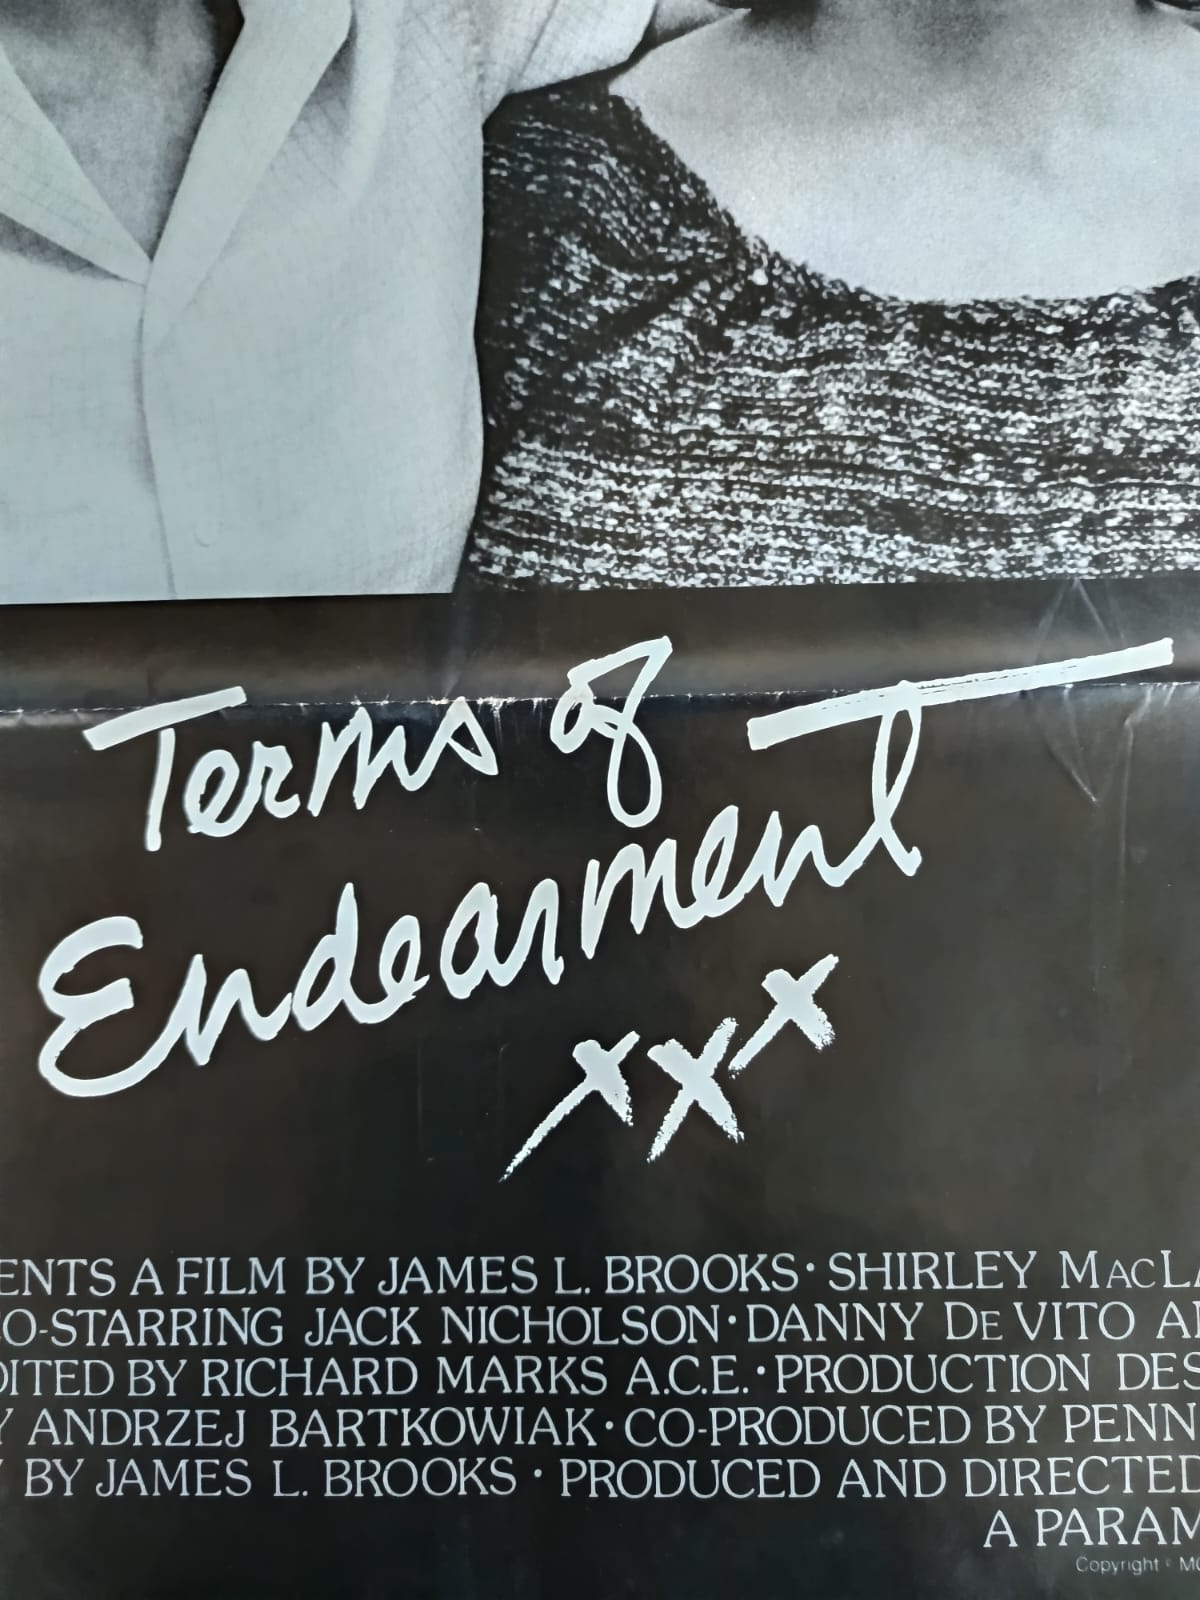 Terms of
Endearment
xxx
ENTS A FILM BY JAMES L. BROOKS · SHIRLEY MACLA
O-STARRING JACK NICHOLSON · DANNY DE VITO A
DITED BY RICHARD MARKS A.C.E. · PRODUCTION DES
Y ANDRZEJ BARTKOWIAK · CO-PRODUCED BY PENN
Y BY JAMES L. BROOKS · PRODUCED AND DIRECTED
A PARAM
Copyright © MC